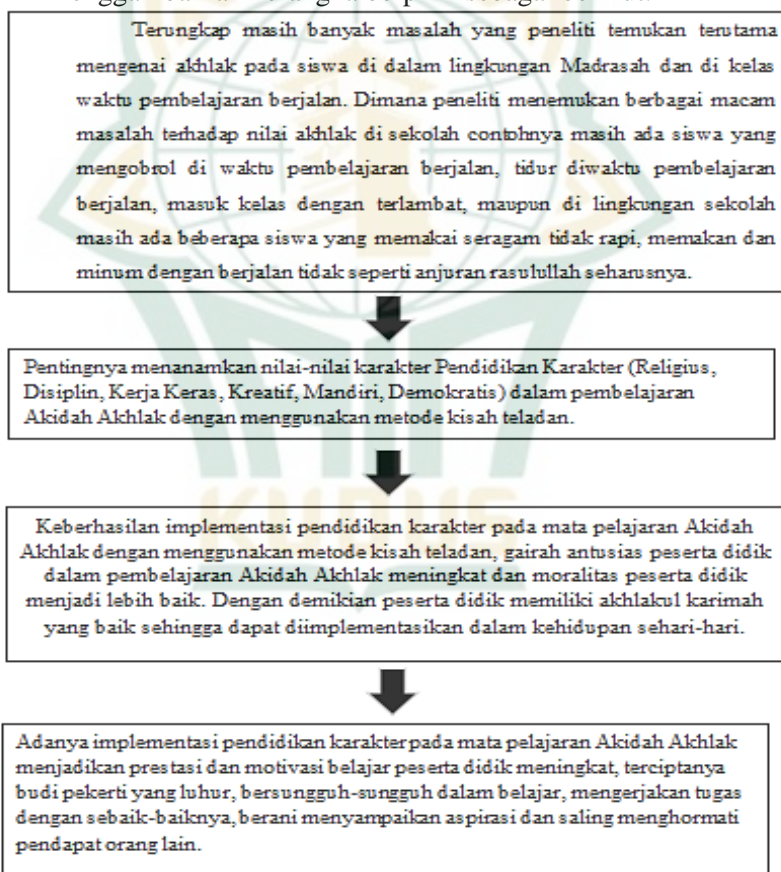 Terungkap masih banyak masalah yang peneliti temukan terutama
mengenai akhlak pada siswa di dalam lingkungan Madrasah dan di kelas
waktu pembelajaran berjalan. Dimana peneliti menemukan berbagai macam
masalah terhadap nilai akhlak di sekolah contohnya masih ada siswa yang
mengobrol di waktu pembelajaran berjalan, tidur diwaktu pembelajaran
berjalan, masuk kelas dengan terlambat, maupun di lingkungan sekolah
masih ada beberapa siswa yang memakai seragam tidak rapi, memakan dan
minum dengan berjalan tidak seperti anjuran rasulullah seharusnya.
Pentingnya menanamkan nilai-nilai karakter Pendidikan Karakter (Religius,
Disiplin, Kerja Keras, Kreatif, Mandiri, Demokratis) dalam pembelajaran
Akidah Akhlak dengan menggunakan metode kisah teladan.
KUDUS
Keberhasilan implementasi pendidikan karakter pada mata pelajaran Akidah
Akhlak dengan menggunakan metode kisah teladan, gairah antusias peserta didik
dalam pembelajaran Akidah Akhlak meningkat dan moralitas peserta didik
menjadi lebih baik. Dengan demikian peserta didik memiliki akhlakul karimah
yang baik sehingga dapat diimplementasikan dalam kehidupan sehari-hari.
Adanya implementasi pendidikan karakter pada mata pelajaran Akidah Akhlak
menjadikan prestasi dan motivasi belajar peserta didik meningkat, terciptanya
budi pekerti yang luhur, bersungguh-sungguh dalam belajar, mengerjakan tugas
dengan sebaik-baiknya, berani menyampaikan aspirasi dan saling menghormati
pendapat orang lain.